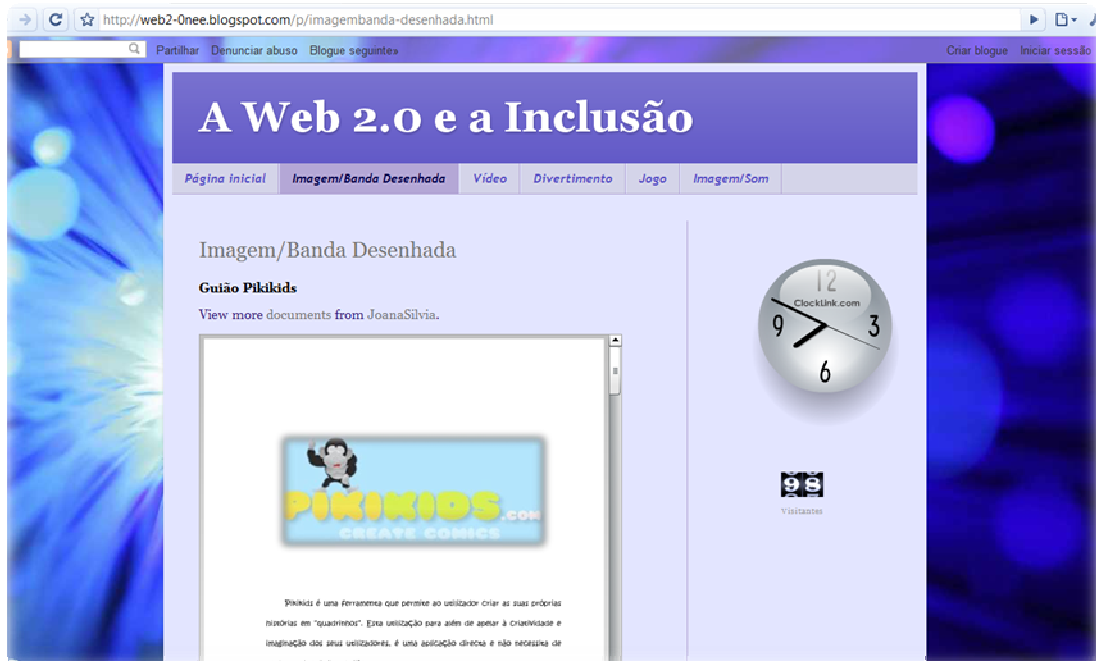 http://web2-0nee.blogspot.com/p/imagembanda-desenhada.html
Partilhar Denunciar abuso Blogue seguinte» Criar blogue Iniciar sessão
A Web 2.0 e a Inclusão
Página inicial Imagem/Banda Desenhada Vídeo Divertimento Jogo Imagem/Som
Imagem/Banda Desenhada
Guião Pikikids
View more documents from JoanaSilvia.
12
ClockLink.com
9 3
6
PIKIKIDS.COM
CREATE COMICS
98
Visitantes
Pikikids é uma ferramenta que permite ao utilizador criar as suas próprias
histórias em "quadrinhos". Esta utilização para além de apelar à criatividade e
imaginação dos seus utilizadores, é uma aplicação directa e não necessita de